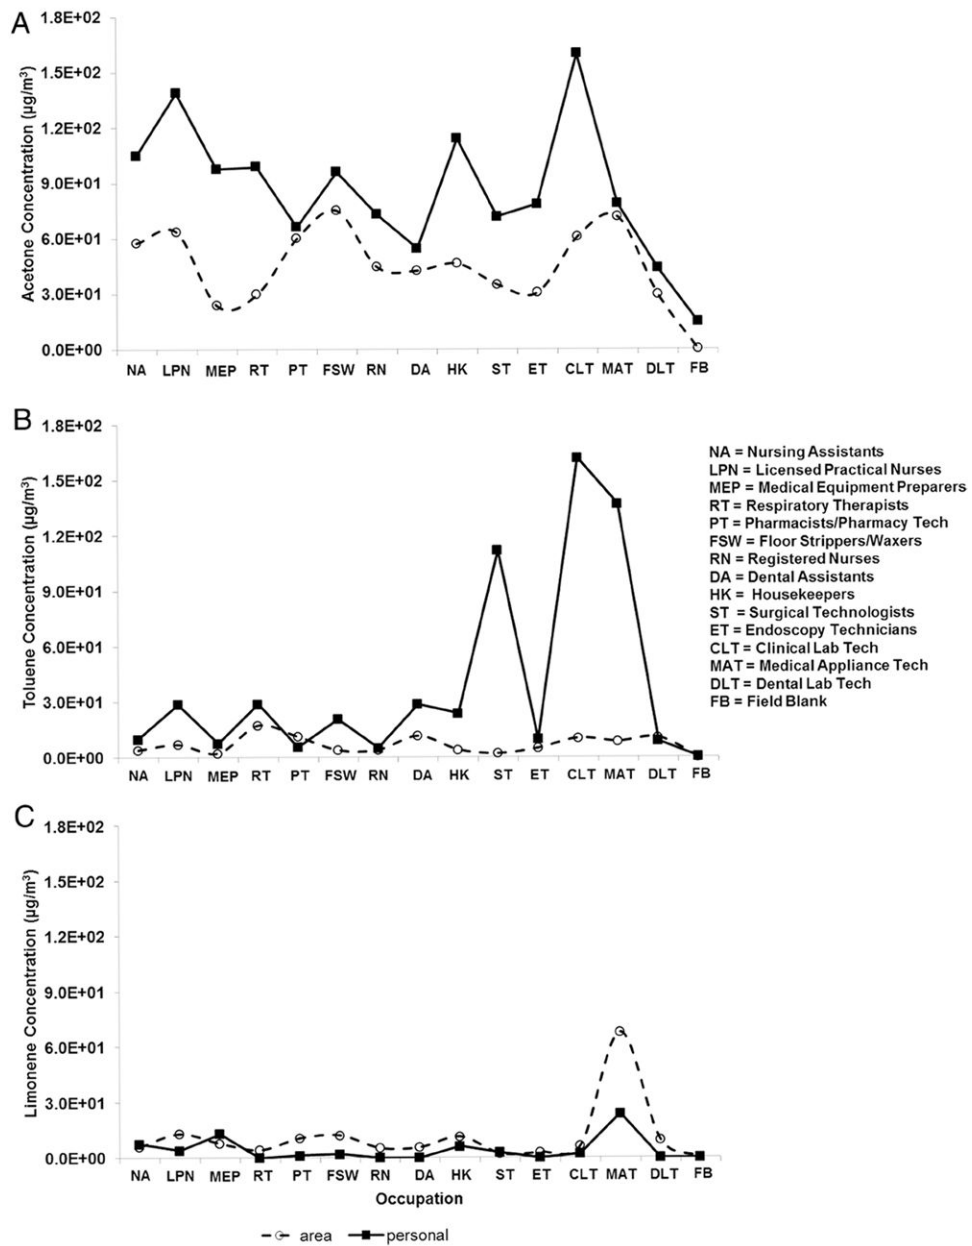 A
1.8E+02
1.5E+02
1.2E+02
9.0E+01
6.0E+01
3.0E+01
0.0E+00
Acetone Concentration (µg/m³)
NA LPN MEP RT PT FSW RN DA HK ST ET CLT MAT DLT FB
B
1.8E+02
1.5E+02
1.2E+02
9.0E+01
6.0E+01
3.0E+01
0.0E+00
Toluene Concentration (µg/m³)
NA LPN MEP RT PT FSW RN DA HK ST ET CLT MAT DLT FB
NA = Nursing Assistants
LPN = Licensed Practical Nurses
MEP = Medical Equipment Preparers
RT = Respiratory Therapists
PT = Pharmacists/Pharmacy Tech
FSW = Floor Strippers/Waxers
RN = Registered Nurses
DA = Dental Assistants
HK = Housekeepers
ST = Surgical Technologists
ET = Endoscopy Technicians
CLT = Clinical Lab Tech
MAT = Medical Appliance Tech
DLT = Dental Lab Tech
FB = Field Blank
C
1.8E+02
1.5E+02
1.2E+02
9.0E+01
6.0E+01
3.0E+01
0.0E+00
Limonene Concentration (µg/m³)
NA LPN MEP RT PT FSW RN DA HK ST ET CLT MAT DLT FB
Occupation
area personal